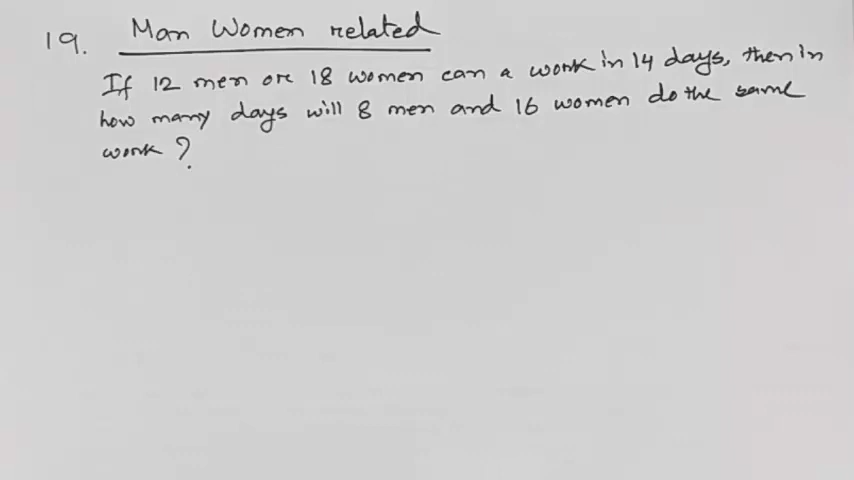 19. Man Women related
If 12 men or 18 women can a work in 14 days, then in
how many days will 8 men and 16 women do the same
work?